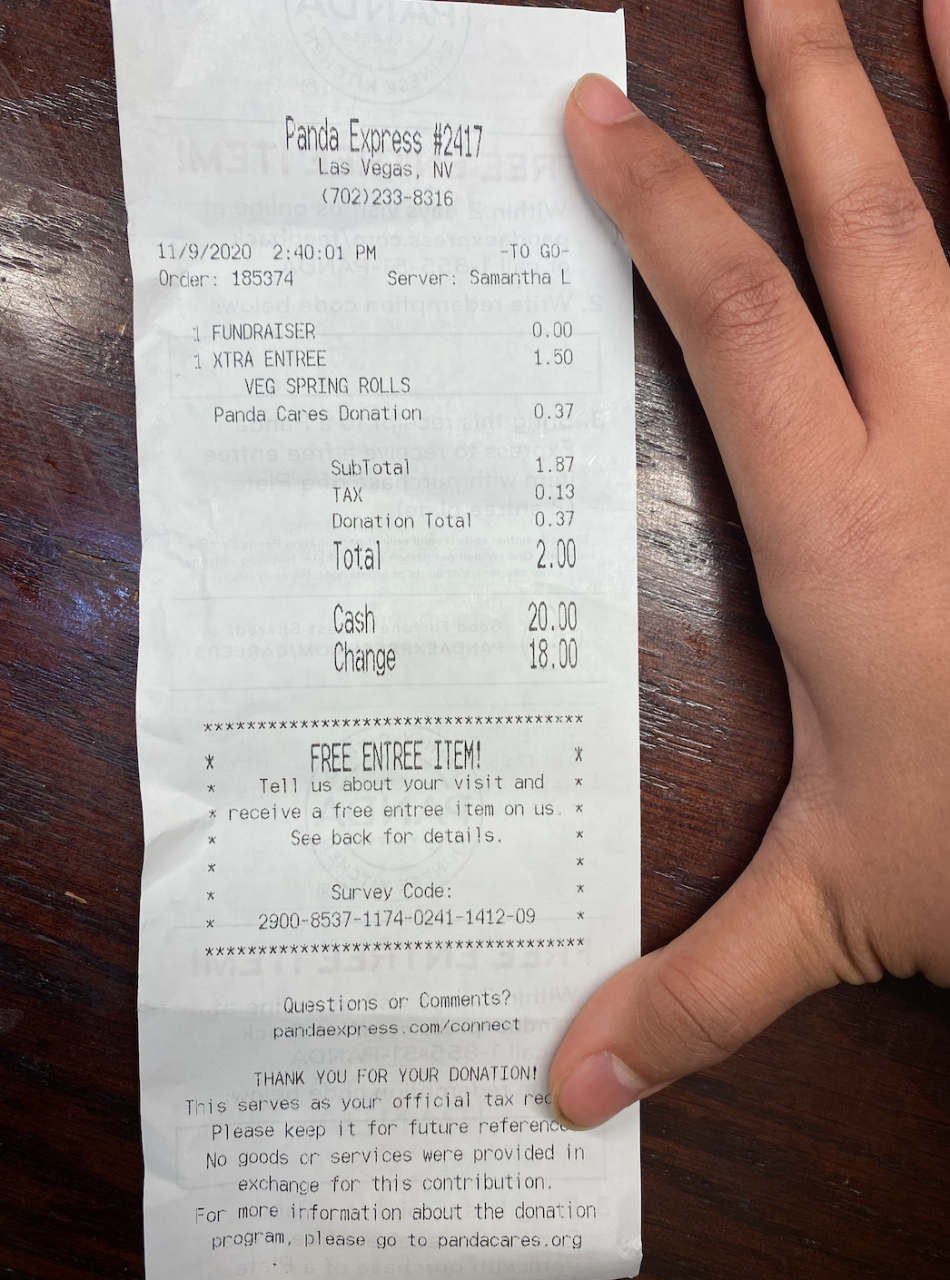 Panda Express #2417
Las Vegas, NV
(702)233-8316
11/9/2020 2:40:01 PM -TO GO-
Order: 185374 Server: Samantha L
1 FUNDRAISER 0.00
1 XTRA ENTREE 1.50
VEG SPRING ROLLS
Panda Cares Donation 0.37
SubTotal 1.87
TAX 0.13
Donation Total 0.37
Total 2.00
Cash 20.00
Change 18.00
***********************************
* FREE ENTREE ITEM! *
* Tell us about your visit and *
* receive a free entree item on us. *
* See back for details. *
* *
* Survey Code: *
* 2900-8537-1174-0241-1412-09 *
***********************************
Questions or Comments?
pandaexpress.com/connect
THANK YOU FOR YOUR DONATION!
This serves as your official tax
Please keep it for future reference
No goods or services were provided in
exchange for this contribution.
For more information about the donation
program, please go to pandacares.org